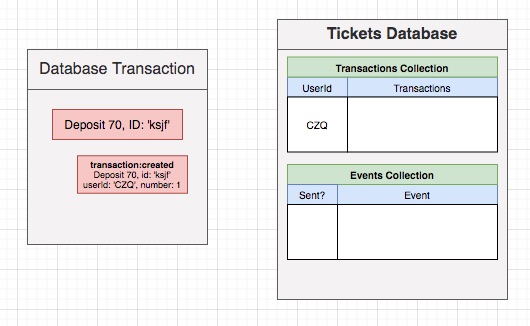 Database Transaction
Deposit 70, ID: 'ksjf'
transaction:created
Deposit 70, id: 'ksjf'
userId: 'CZQ', number: 1
Tickets Database
Transactions Collection
UserId Transactions
CZQ
Events Collection
Sent? Event